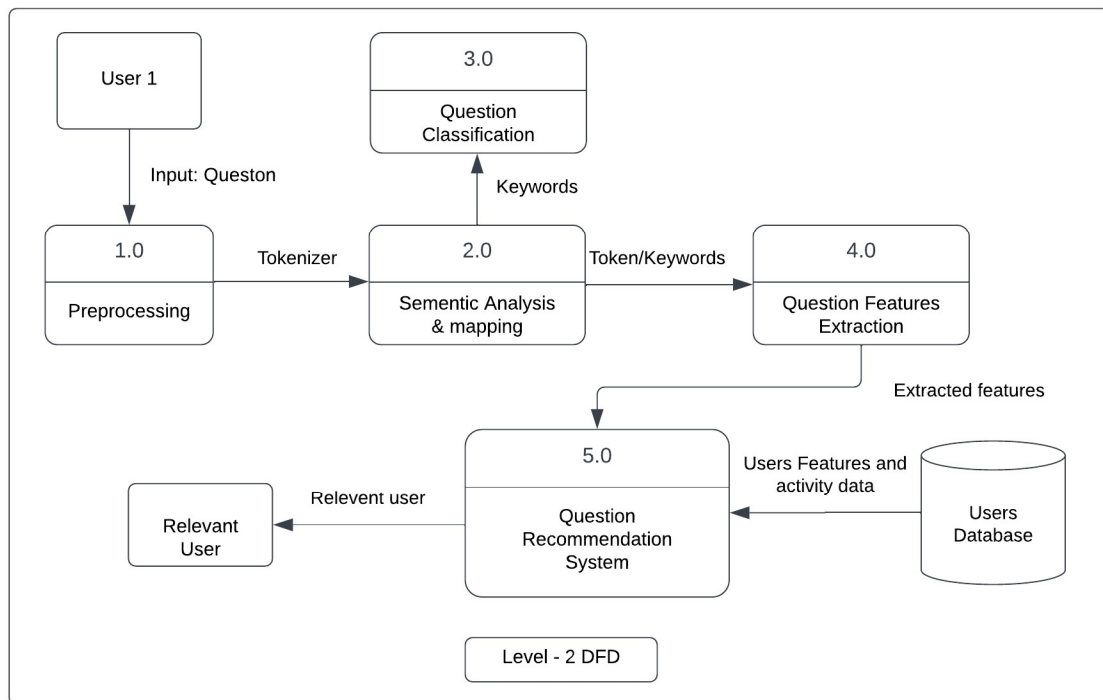 User 1
Input: Queston
3.0
Question
Classification
Keywords
1.0
Preprocessing
Tokenizer
2.0
Sementic Analysis
& mapping
Token/Keywords
4.0
Question Features
Extraction
Extracted features
5.0
Question
Recommendation
System
Users Features and
activity data
Users
Database
Relevent user
Relevant
User
Level - 2 DFD